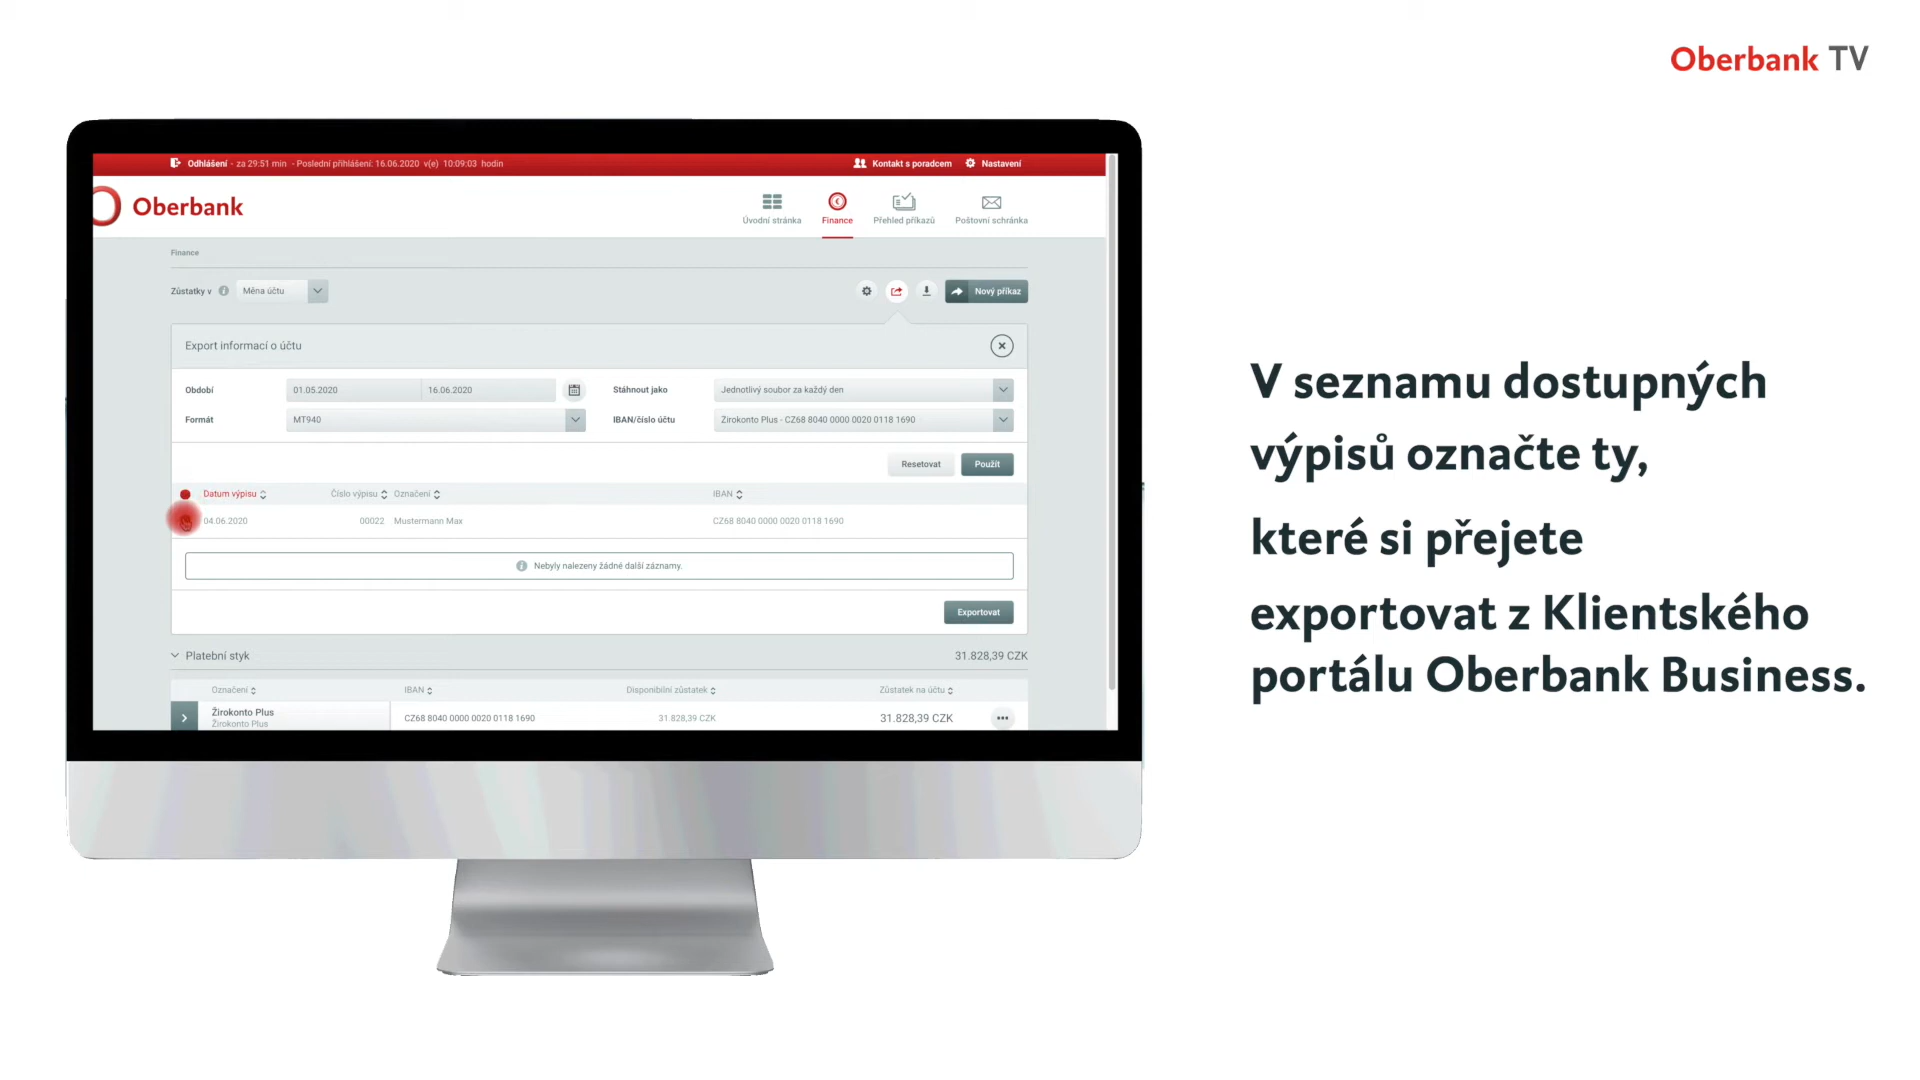 Oberbank TV
Odhlášení - za 29:51 min - Poslední přihlášení: 16.06.2020 v(e) 10:09:03 hodin
Kontakt s poradcem Nastavení
Oberbank
Úvodní stránka Finance Přehled příkazů Poštovní schránka
Finance
Zůstatky v Měna účtu Nový příkaz
Export informací o účtu
Období 01.05.2020 16.06.2020 Stáhnout jako Jednotlivý soubor za každý den
Formát MT940 IBAN/číslo účtu Zirokonto Plus - CZ68 8040 0000 0020 0118 1690
Resetovat Použít
Datum výpisu Číslo výpisu Označení IBAN
04.06.2020 00022 Mustermann Max CZ68 8040 0000 0020 0118 1690
Nebyly nalezeny žádné další záznamy.
Exportovat
Platební styk 31.828,39 CZK
Označení IBAN Disponibilní zůstatek Zůstatek na účtu
Žirokonto Plus
Žirokonto Plus
CZ68 8040 0000 0020 0118 1690 31.828,39 CZK 31.828,39 CZK
V seznamu dostupných
výpisů označte ty,
které si přejete
exportovat z Klientského
portálu Oberbank Business.